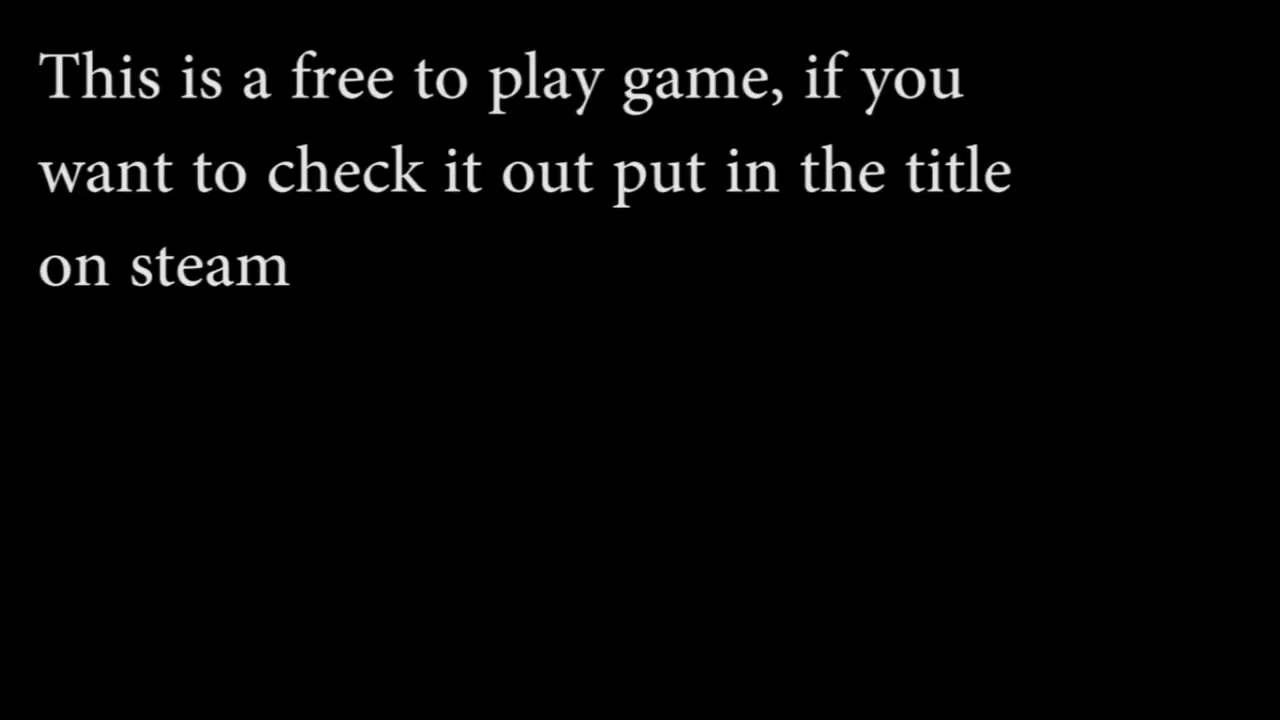 This is a free to play game, if you
want to check it out put in the title
on steam